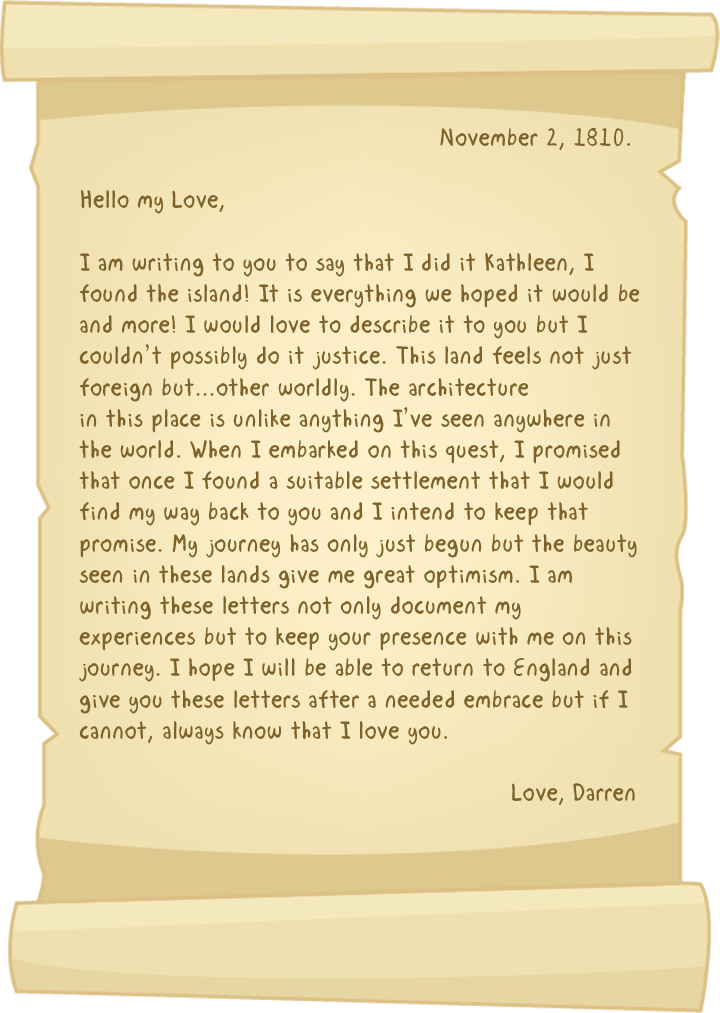 November 2, 1810.
Hello my Love,
I am writing to you to say that I did it Kathleen, I
found the island! It is everything we hoped it would be
and more! I would love to describe it to you but I
couldn't possibly do it justice. This land feels not just
foreign but...other worldly. The architecture
in this place is unlike anything I've seen anywhere in
the world. When I embarked on this quest, I promised
that once I found a suitable settlement that I would
find my way back to you and I intend to keep that
promise. My journey has only just begun but the beauty
seen in these lands give me great optimism. I am
writing these letters not only document my
experiences but to keep your presence with me on this
journey. I hope I will be able to return to England and
give you these letters after a needed embrace but if I
cannot, always know that I love you.
Love, Darren